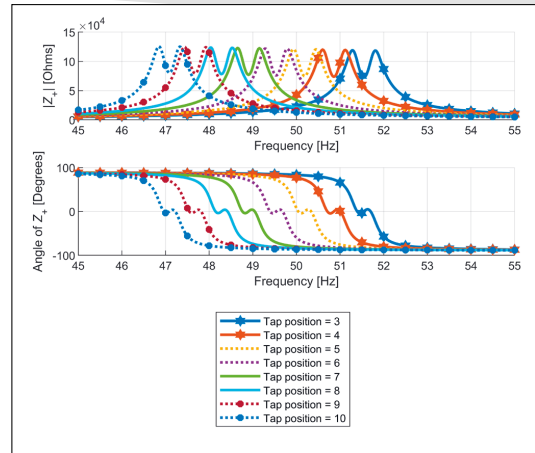 ×10⁴
15
10
5
0
|Z₊| [Ohms]
45 46 47 48 49 50 51 52 53 54 55
Frequency [Hz]
100
0
-100
Angle of Z₊ [Degrees]
45 46 47 48 49 50 51 52 53 54 55
Frequency [Hz]
Tap position = 3
Tap position = 4
Tap position = 5
Tap position = 6
Tap position = 7
Tap position = 8
Tap position = 9
Tap position = 10